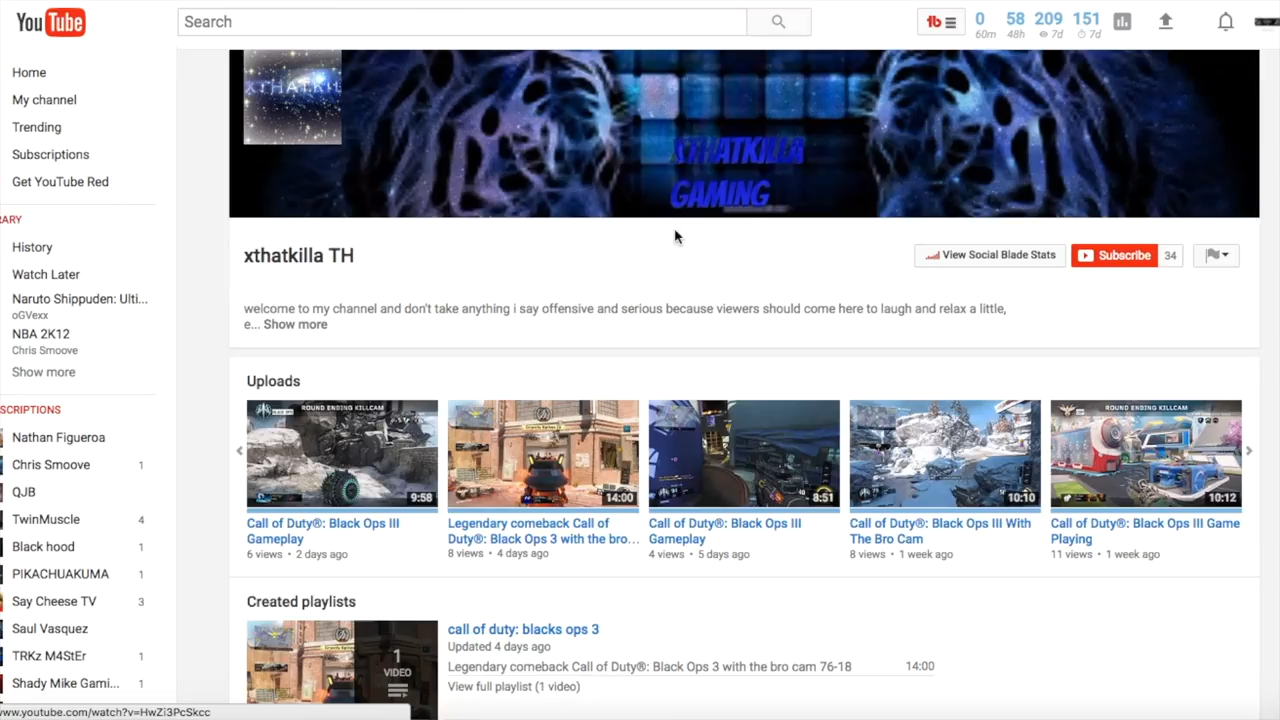 YouTube
Search
tb
0 58 209 151
60m 48h 7d 7d
Home
My channel
Trending
Subscriptions
Get YouTube Red
RARY
History
Watch Later
Naruto Shippuden: Ulti...
oGVexx
NBA 2K12
Chris Smoove
Show more
SCRIPTIONS
Nathan Figueroa
Chris Smoove 1
QJB
TwinMuscle 4
Black hood 1
PIKACHUAKUMA 1
Say Cheese TV 3
Saul Vasquez
TRKz M4StEr 1
Shady Mike Gami... 1
www.youtube.com/watch?v=HwZi3PcSkcc
XTHATKIL
XTHATKILLA
GAMING
xthatkilla TH
View Social Blade Stats
Subscribe 34
welcome to my channel and don't take anything i say offensive and serious because viewers should come here to laugh and relax a little,
e... Show more
Uploads
ROUND ENDING KILLCAM
9:58
14:00
8:51
10:10
ROUND ENDING KILLCAM
10:12
Call of Duty®: Black Ops III
Gameplay
6 views • 2 days ago
Legendary comeback Call of
Duty®: Black Ops 3 with the bro...
8 views • 4 days ago
Call of Duty®: Black Ops III
Gameplay
4 views • 5 days ago
Call of Duty®: Black Ops III With
The Bro Cam
8 views • 1 week ago
Call of Duty®: Black Ops III Game
Playing
11 views • 1 week ago
Created playlists
1
VIDEO
call of duty: blacks ops 3
Updated 4 days ago
Legendary comeback Call of Duty®: Black Ops 3 with the bro cam 76-18 14:00
View full playlist (1 video)